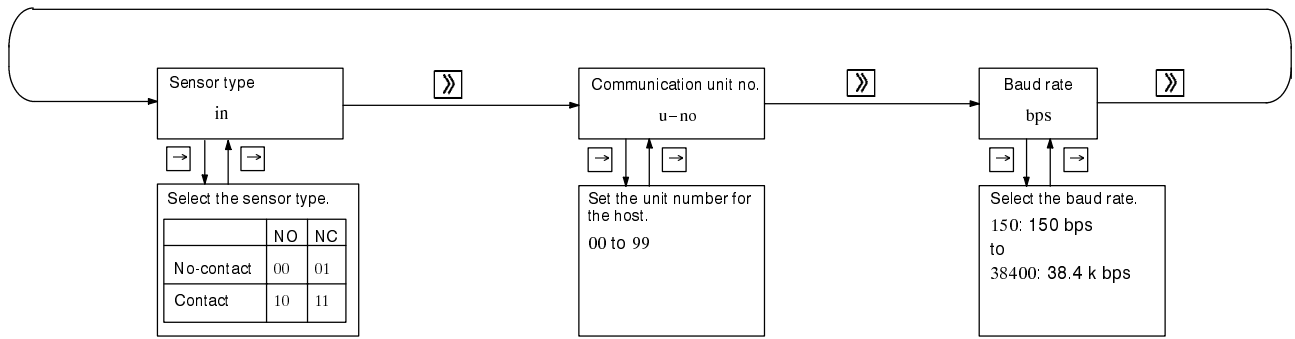 Sensor type
in
Communication unit no.
u–no
Baud rate
bps
Select the sensor type.
NO NC
No-contact 00 01
Contact 10 11
Set the unit number for
the host.
00 to 99
Select the baud rate.
150: 150 bps
to
38400: 38.4 k bps